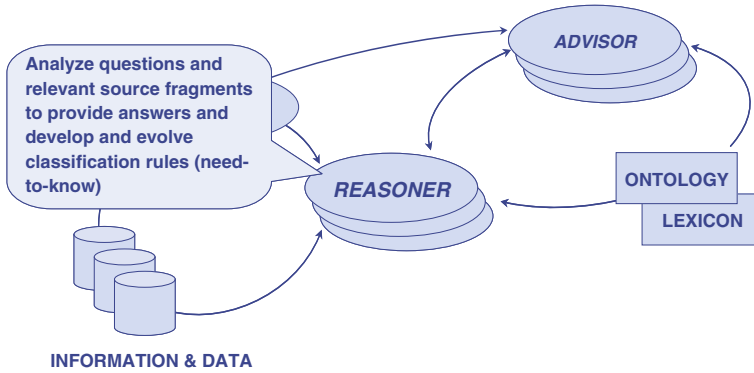 ADVISOR
Analyze questions and
relevant source fragments
to provide answers and
develop and evolve
classification rules (need-
to-know)
REASONER
ONTOLOGY
LEXICON
INFORMATION & DATA